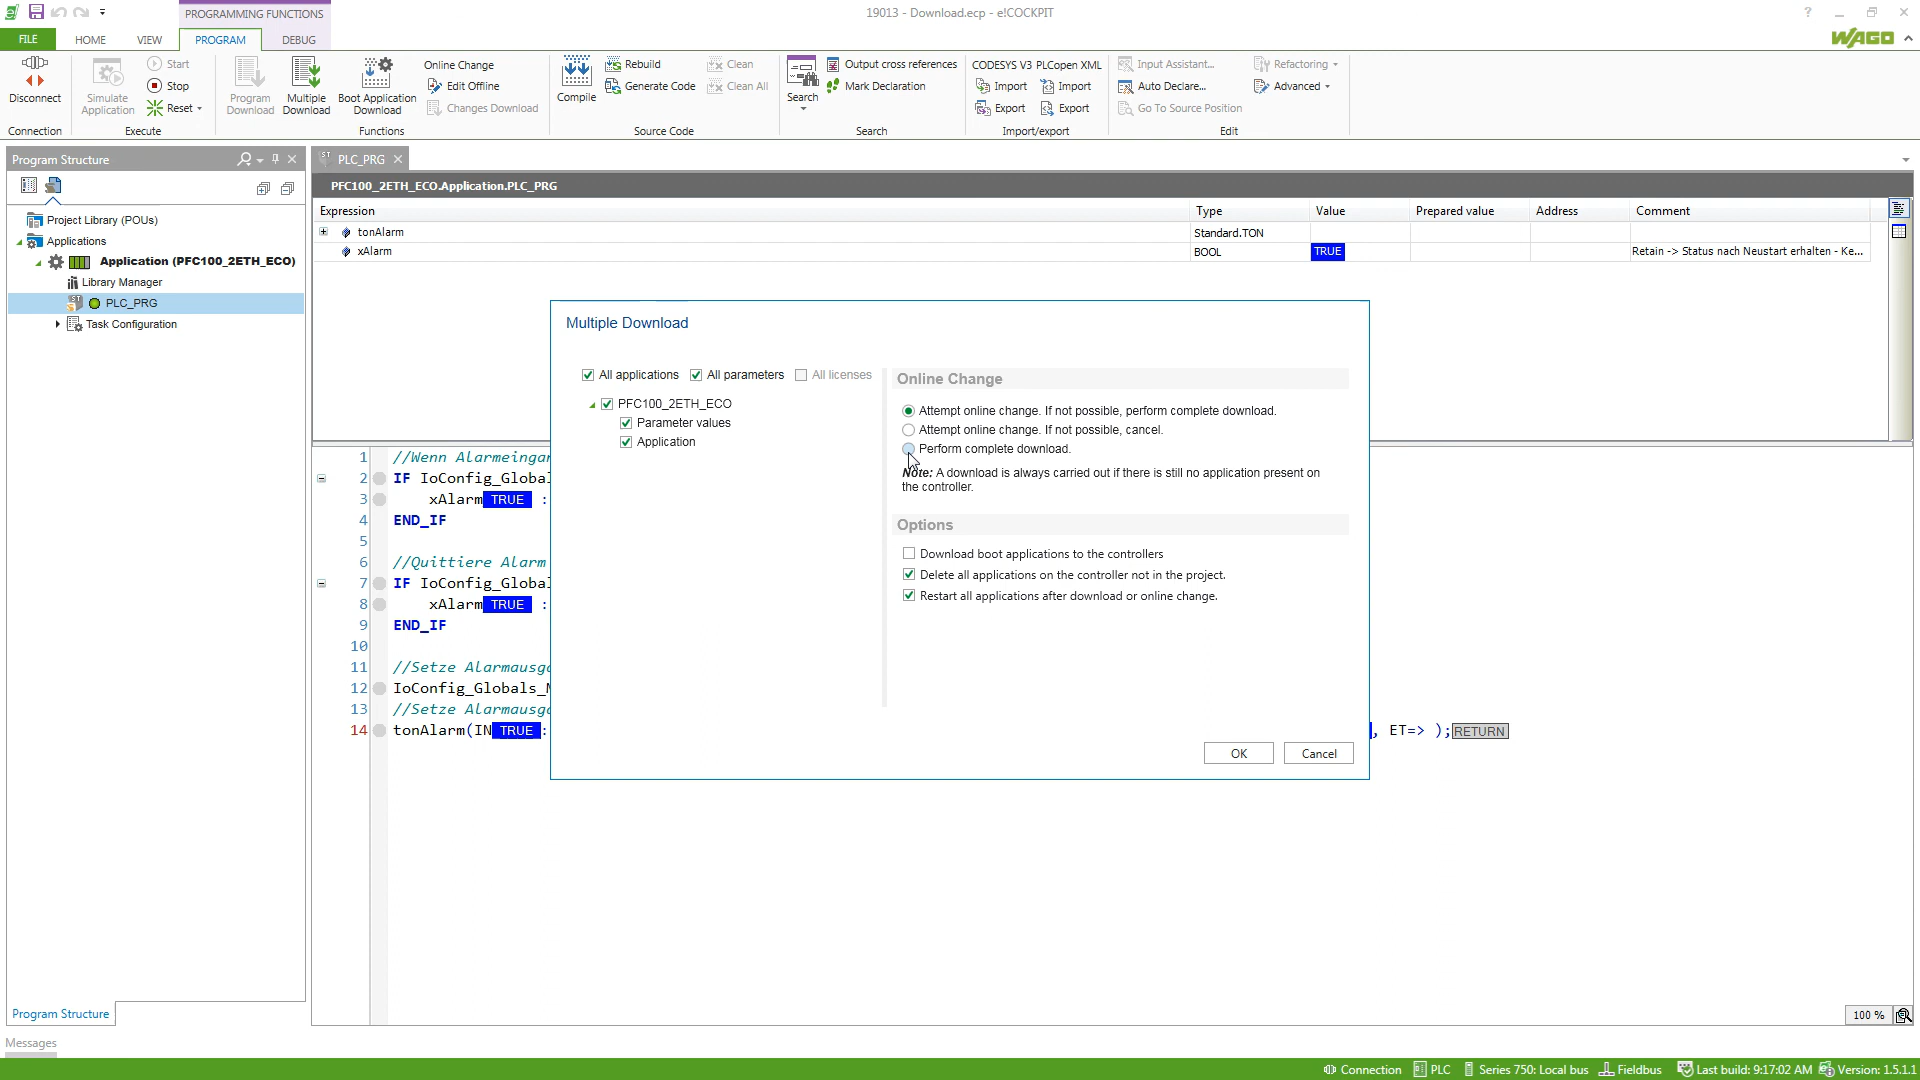 PROGRAMMING FUNCTIONS
19013 - Download.ecp - e!COCKPIT
FILE HOME VIEW PROGRAM DEBUG
WAGO
Disconnect
Connection
Simulate Application
Start
Stop
Reset
Execute
Program Download
Multiple Download
Boot Application Download
Online Change
Edit Offline
Changes Download
Functions
Compile
Rebuild
Generate Code
Clean
Clean All
Source Code
Search
Output cross references
Mark Declaration
Search
CODESYS V3 PLCopen XML
Import Import
Export Export
Import/export
Input Assistant...
Auto Declare...
Go To Source Position
Refactoring
Advanced
Edit
Program Structure
Project Library (POUs)
Applications
Application (PFC100_2ETH_ECO)
Library Manager
PLC_PRG
Task Configuration
Program Structure
PLC_PRG
PFC100_2ETH_ECO.Application.PLC_PRG
Expression Type Value Prepared value Address Comment
tonAlarm Standard.TON
xAlarm BOOL TRUE Retain -> Status nach Neustart erhalten - Ke...
1 //Wenn Alarmeingan
2 IF IoConfig_Global
3 xAlarm TRUE :
4 END_IF
5
6 //Quittiere Alarm
7 IF IoConfig_Global
8 xAlarm TRUE :
9 END_IF
10
11 //Setze Alarmausga
12 IoConfig_Globals_M
13 //Setze Alarmausga
14 tonAlarm(IN TRUE : , ET=> ); RETURN
Multiple Download
All applications All parameters All licenses
PFC100_2ETH_ECO
Parameter values
Application
Online Change
Attempt online change. If not possible, perform complete download.
Attempt online change. If not possible, cancel.
Perform complete download.
Note: A download is always carried out if there is still no application present on
the controller.
Options
Download boot applications to the controllers
Delete all applications on the controller not in the project.
Restart all applications after download or online change.
OK Cancel
100 %
Messages
Connection PLC Series 750: Local bus Fieldbus Last build: 9:17:02 AM Version: 1.5.1.1